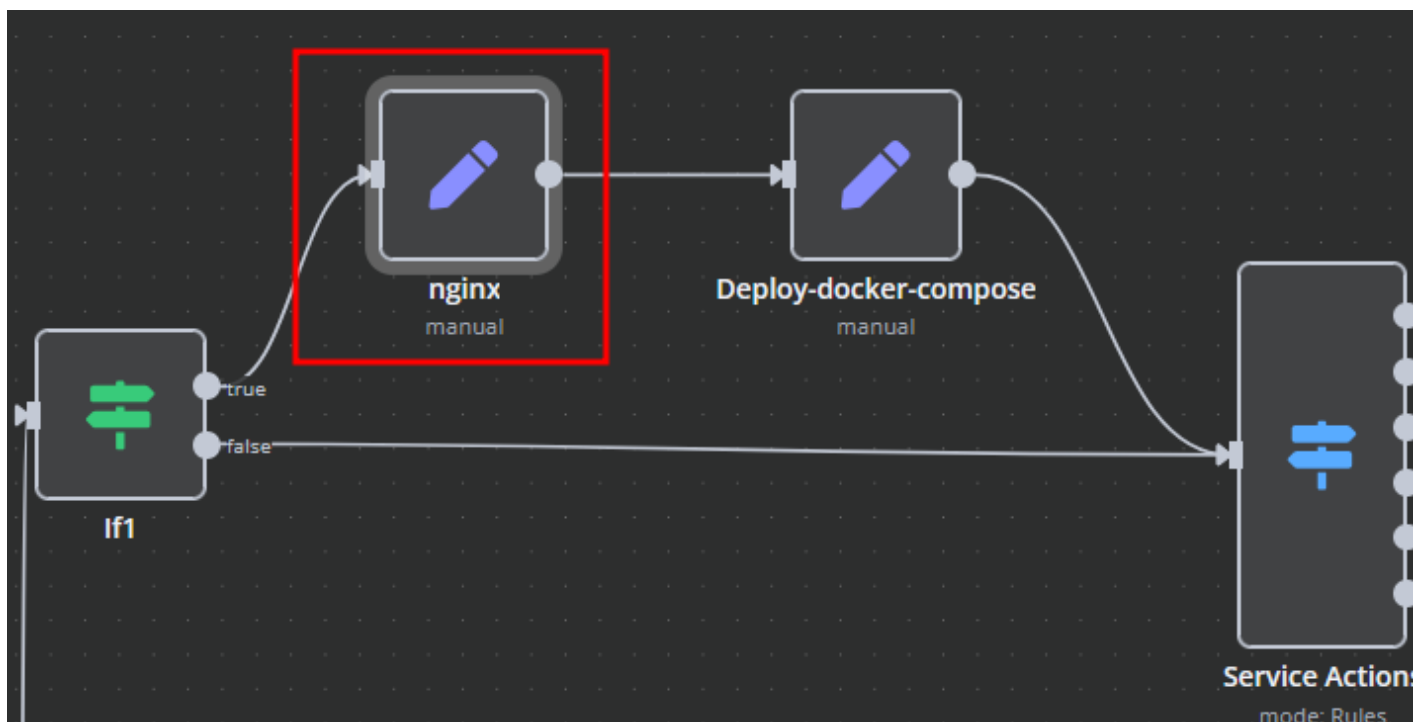 nginx
manual
Deploy-docker-compose
manual
true
false
If1
Service Actions
mode: Rules